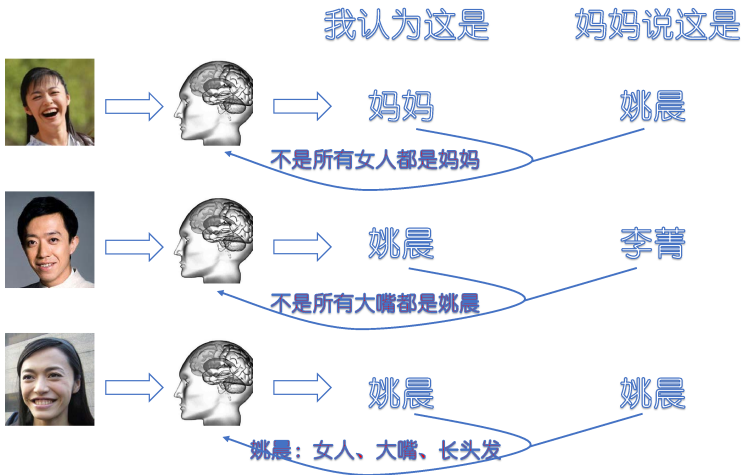 我认为这是 妈妈说这是
妈妈 姚晨
不是所有女人都是妈妈
姚晨 李菁
不是所有大嘴都是姚晨
姚晨 姚晨
姚晨：女人、大嘴、长头发